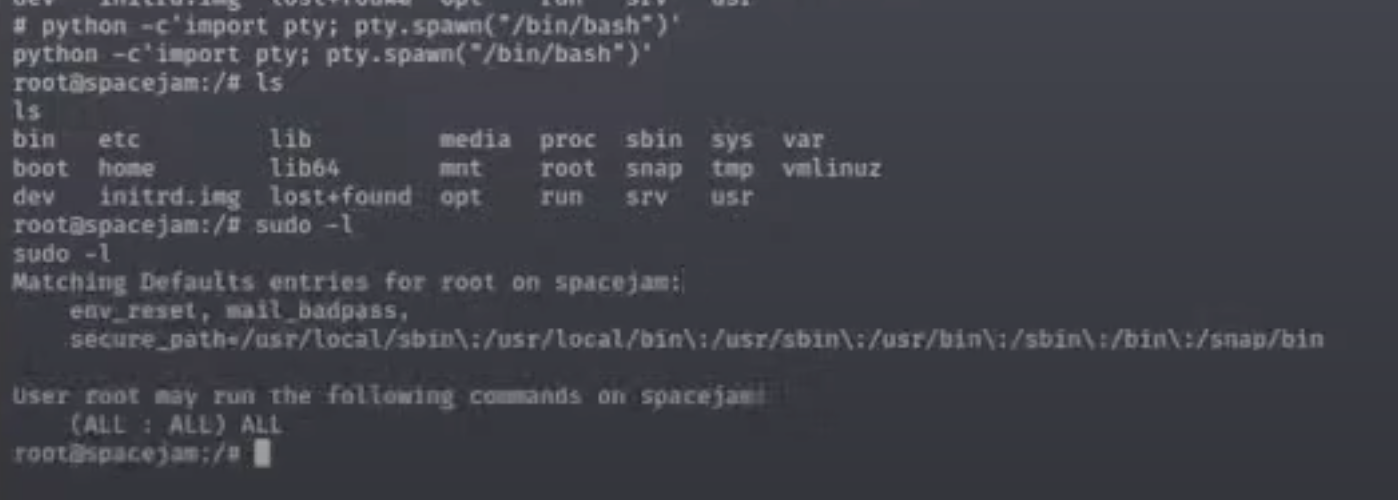 dev   initrd.img  lost+found  opt    run   srv   usr
# python -c'import pty; pty.spawn("/bin/bash")'
python -c'import pty; pty.spawn("/bin/bash")'
root@spacejam:/# ls
ls
bin   etc         lib         media  proc  sbin  sys  var
boot  home        lib64       mnt    root  snap  tmp  vmlinuz
dev   initrd.img  lost+found  opt    run   srv   usr
root@spacejam:/# sudo -l
sudo -l
Matching Defaults entries for root on spacejam:
    env_reset, mail_badpass,
    secure_path=/usr/local/sbin\:/usr/local/bin\:/usr/sbin\:/usr/bin\:/sbin\:/bin\:/snap/bin
User root may run the following commands on spacejam:
    (ALL : ALL) ALL
root@spacejam:/#